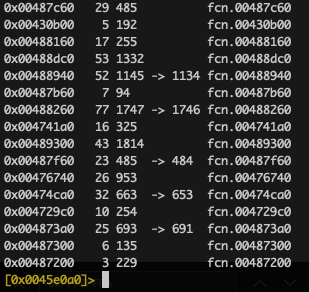 0x00487c60 29 485 fcn.00487c60
0x00430b00 5 192 fcn.00430b00
0x00488160 17 255 fcn.00488160
0x00488dc0 53 1332 fcn.00488dc0
0x00488940 52 1145 -> 1134 fcn.00488940
0x00487b60 7 94 fcn.00487b60
0x00488260 77 1747 -> 1746 fcn.00488260
0x004741a0 16 325 fcn.004741a0
0x00489300 43 1814 fcn.00489300
0x00487f60 23 485 -> 484 fcn.00487f60
0x00476740 26 953 fcn.00476740
0x00474ca0 32 663 -> 653 fcn.00474ca0
0x004729c0 10 254 fcn.004729c0
0x004873a0 25 693 -> 691 fcn.004873a0
0x00487300 6 135 fcn.00487300
0x00487200 3 229 fcn.00487200
[0x0045e0a0]>